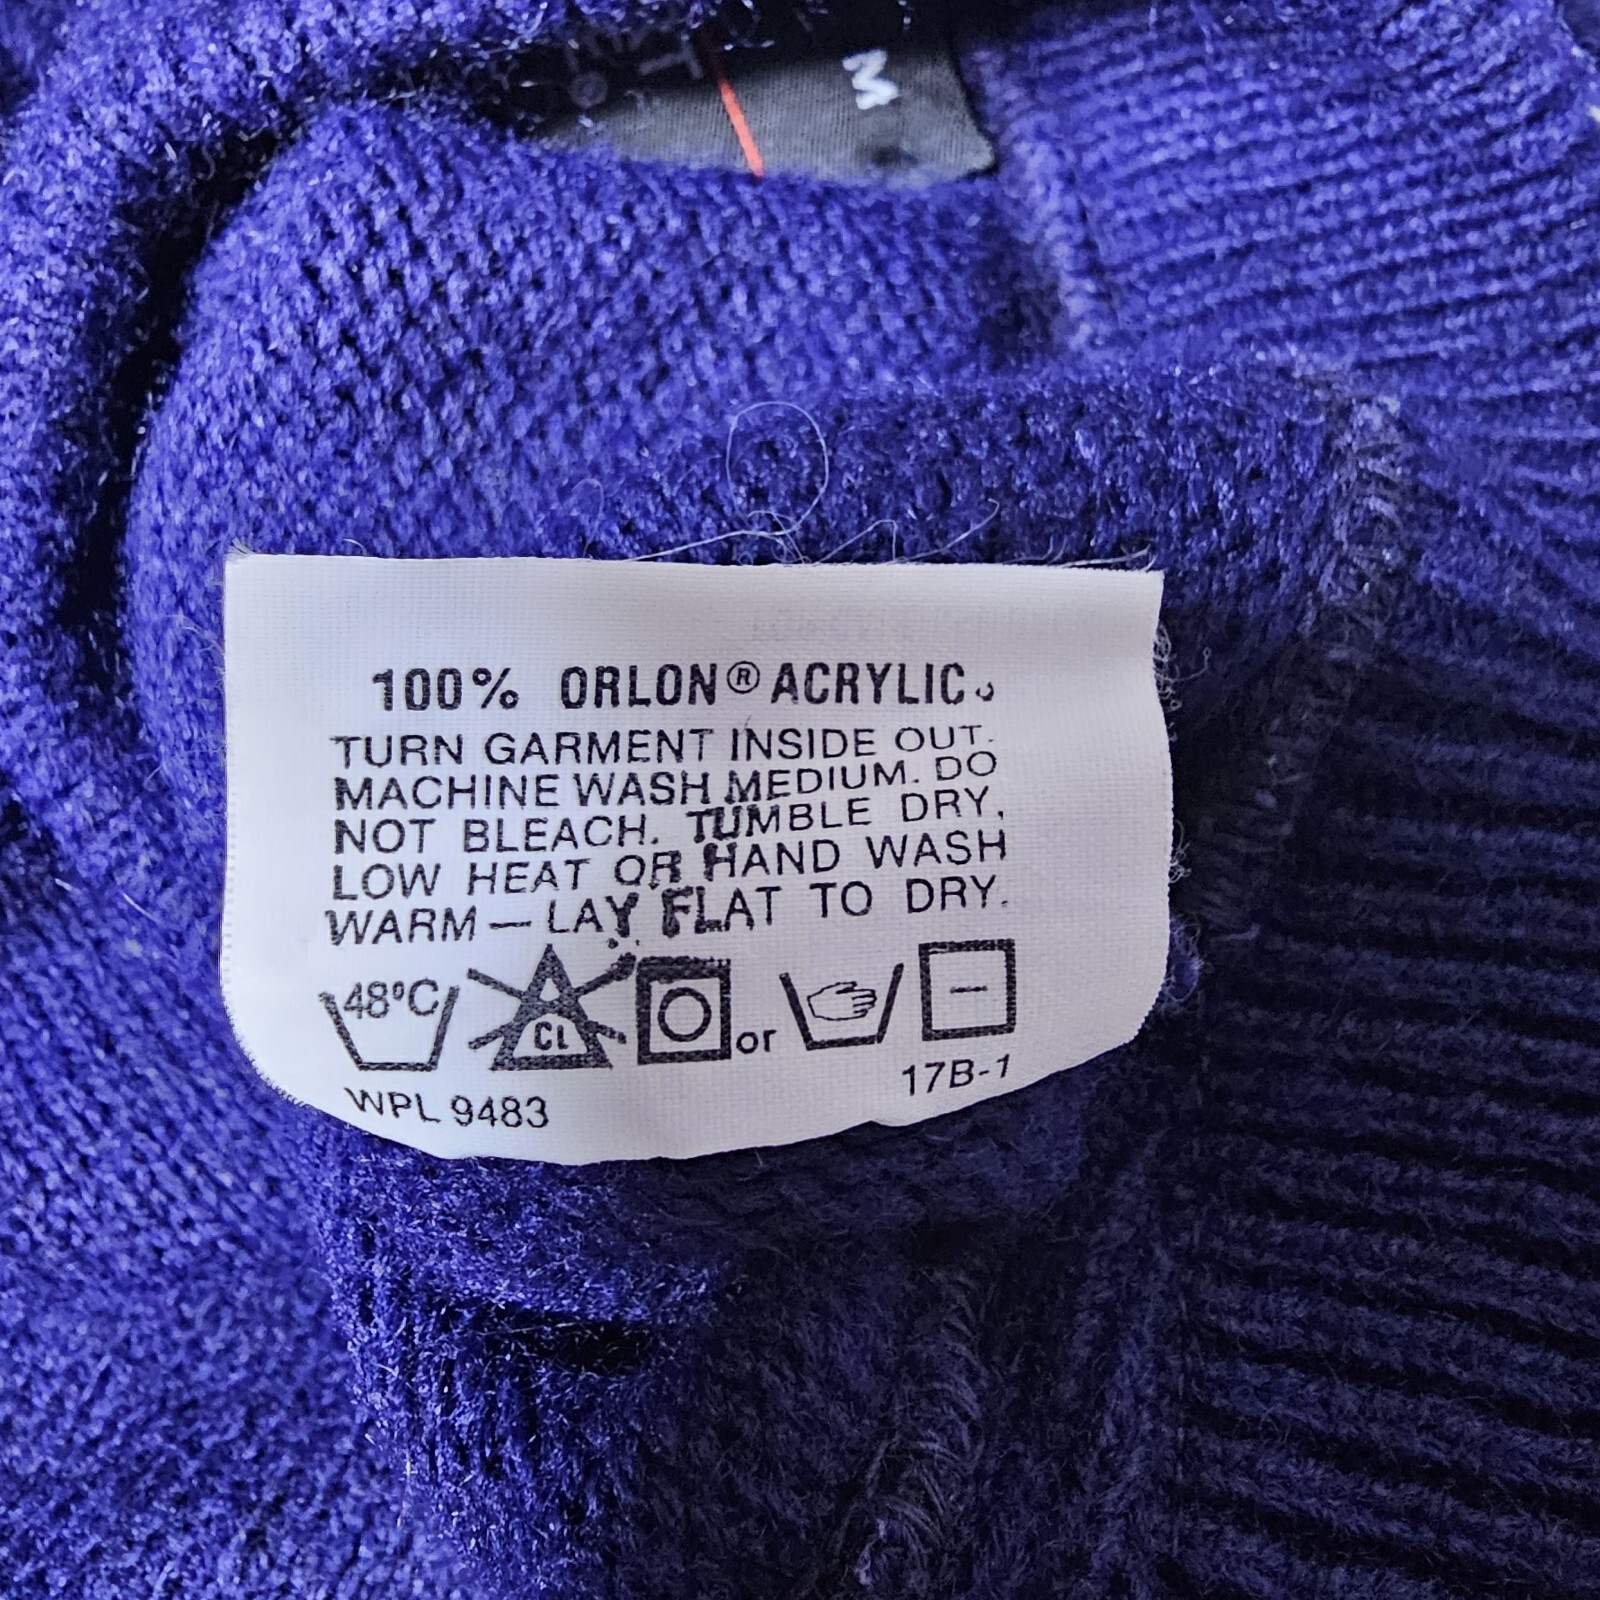 M
100% ORLON® ACRYLIC
TURN GARMENT INSIDE OUT.
MACHINE WASH MEDIUM. DO
NOT BLEACH. TUMBLE DRY,
LOW HEAT OR HAND WASH
WARM — LAY FLAT TO DRY.
48°C CL or
17B-1
WPL 9483